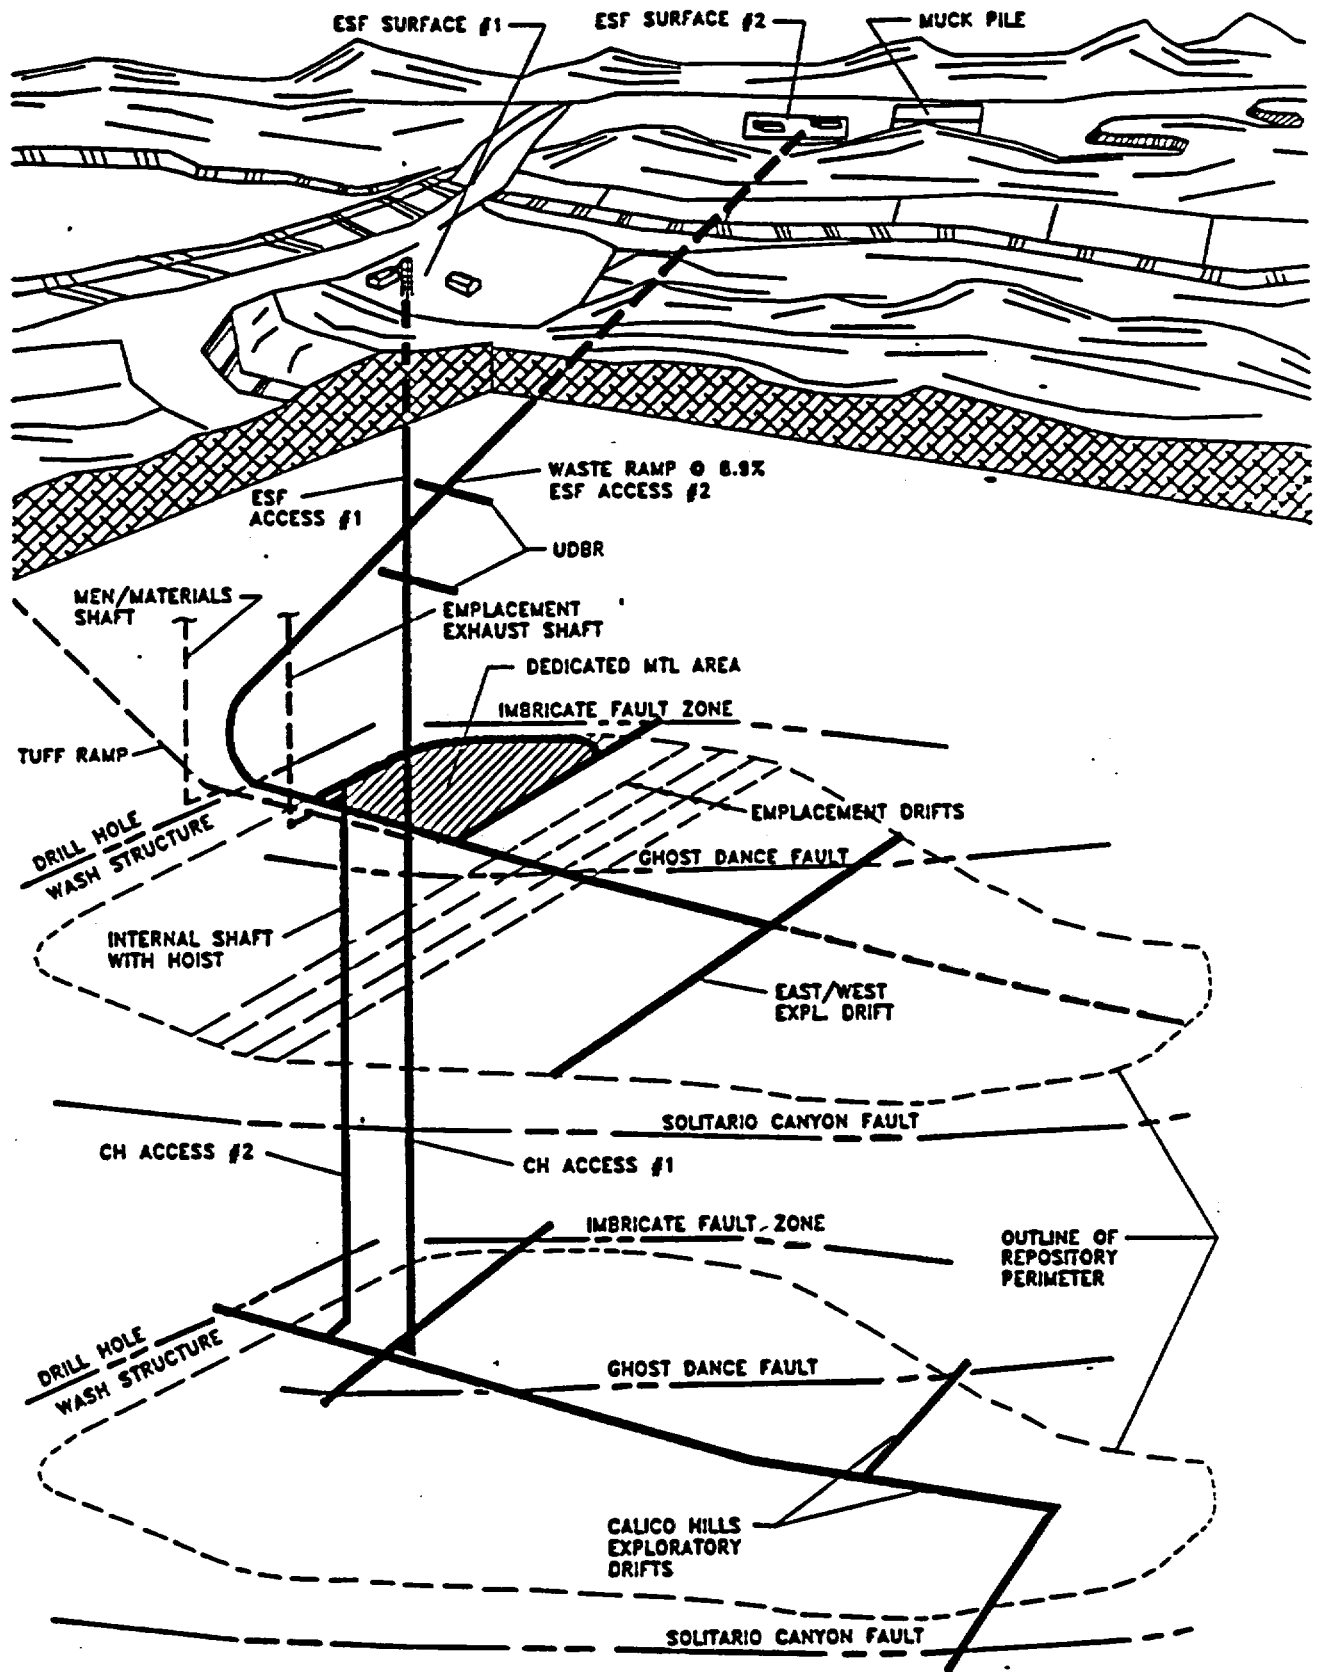 ESF SURFACE #1
ESF SURFACE #2
MUCK PILE
WASTE RAMP @ 6.9%
ESF ACCESS #2
ESF
ACCESS #1
UDBR
MEN/MATERIALS
SHAFT
EMPLACEMENT
EXHAUST SHAFT
DEDICATED MTL AREA
IMBRICATE FAULT ZONE
TUFF RAMP
EMPLACEMENT DRIFTS
DRILL HOLE
WASH STRUCTURE
GHOST DANCE FAULT
INTERNAL SHAFT
WITH HOIST
EAST/WEST
EXPL. DRIFT
SOLITARIO CANYON FAULT
CH ACCESS #2
CH ACCESS #1
IMBRICATE FAULT ZONE
OUTLINE OF
REPOSITORY
PERIMETER
DRILL HOLE
WASH STRUCTURE
GHOST DANCE FAULT
CALICO HILLS
EXPLORATORY
DRIFTS
SOLITARIO CANYON FAULT